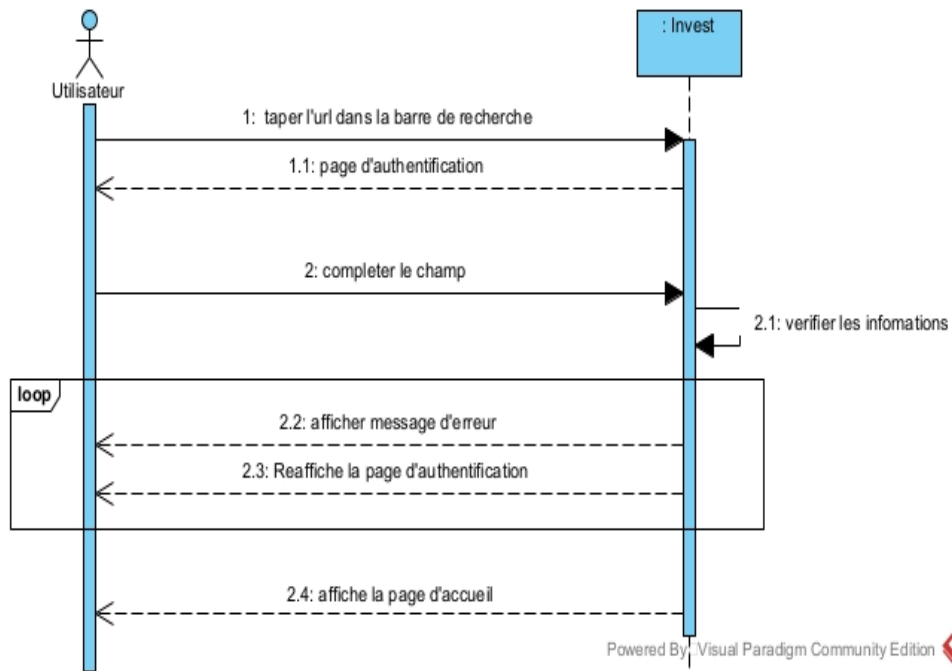 : Invest
Utilisateur
1: taper l'url dans la barre de recherche
1.1: page d'authentification
2: completer le champ
2.1: verifier les infomations
loop
2.2: afficher message d'erreur
2.3: Reaffiche la page d'authentification
2.4: affiche la page d'accueil
Powered By Visual Paradigm Community Edition